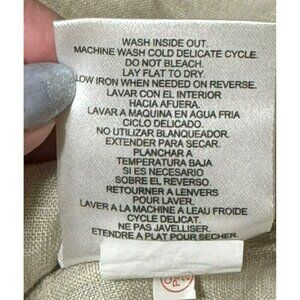 WASH INSIDE OUT.
MACHINE WASH COLD DELICATE CYCLE.
DO NOT BLEACH.
LAY FLAT TO DRY.
LOW IRON WHEN NEEDED ON REVERSE.
LAVAR CON EL INTERIOR
HACIA AFUERA.
LAVAR A MAQUINA EN AGUA FRIA
CICLO DELICADO.
NO UTILIZAR BLANQUEADOR.
EXTENDER PARA SECAR.
PLANCHAR A
TEMPERATURA BAJA
SI ES NECESARIO
SOBRE EL REVERSO.
RETOURNER A LENVERS
POUR LAVER.
LAVER A LA MACHINE A LEAU FROIDE
CYCLE DELICAT.
NE PAS JAVELLISER.
ETENDRE A PLAT POUR SECHER.